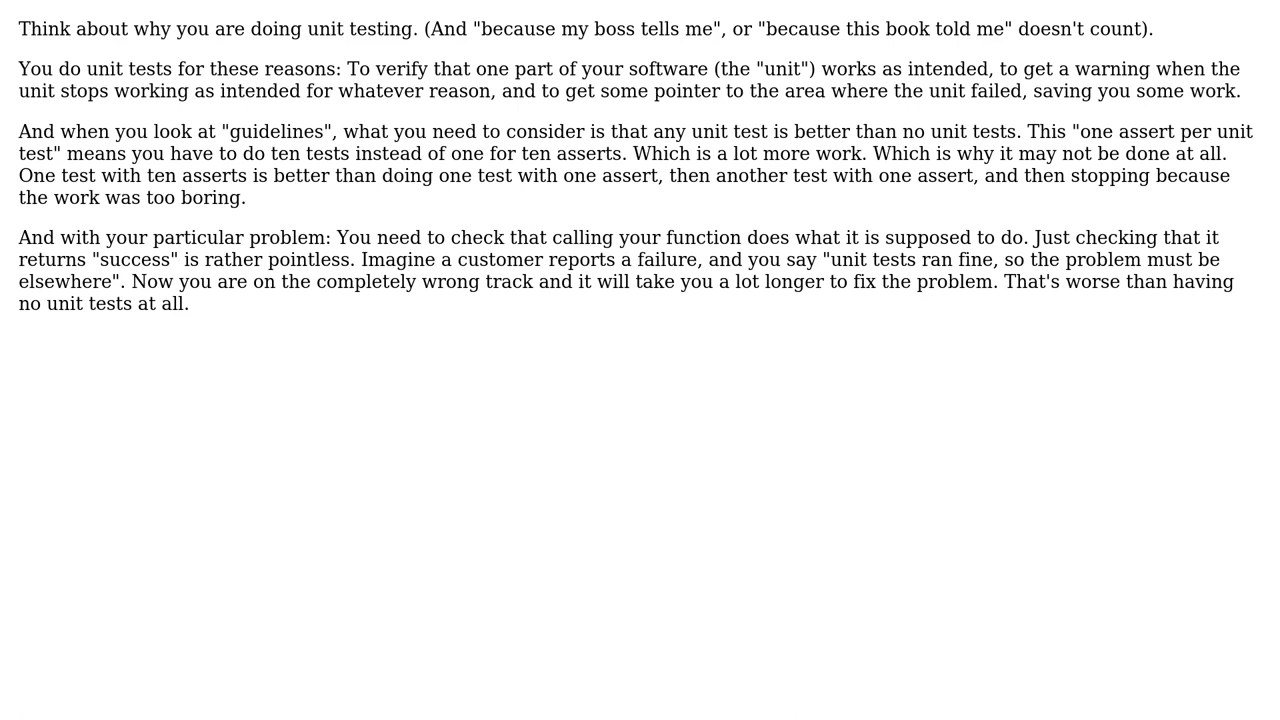 Think about why you are doing unit testing. (And "because my boss tells me", or "because this book told me" doesn't count).
You do unit tests for these reasons: To verify that one part of your software (the "unit") works as intended, to get a warning when the
unit stops working as intended for whatever reason, and to get some pointer to the area where the unit failed, saving you some work.
And when you look at "guidelines", what you need to consider is that any unit test is better than no unit tests. This "one assert per unit
test" means you have to do ten tests instead of one for ten asserts. Which is a lot more work. Which is why it may not be done at all.
One test with ten asserts is better than doing one test with one assert, then another test with one assert, and then stopping because
the work was too boring.
And with your particular problem: You need to check that calling your function does what it is supposed to do. Just checking that it
returns "success" is rather pointless. Imagine a customer reports a failure, and you say "unit tests ran fine, so the problem must be
elsewhere". Now you are on the completely wrong track and it will take you a lot longer to fix the problem. That's worse than having
no unit tests at all.